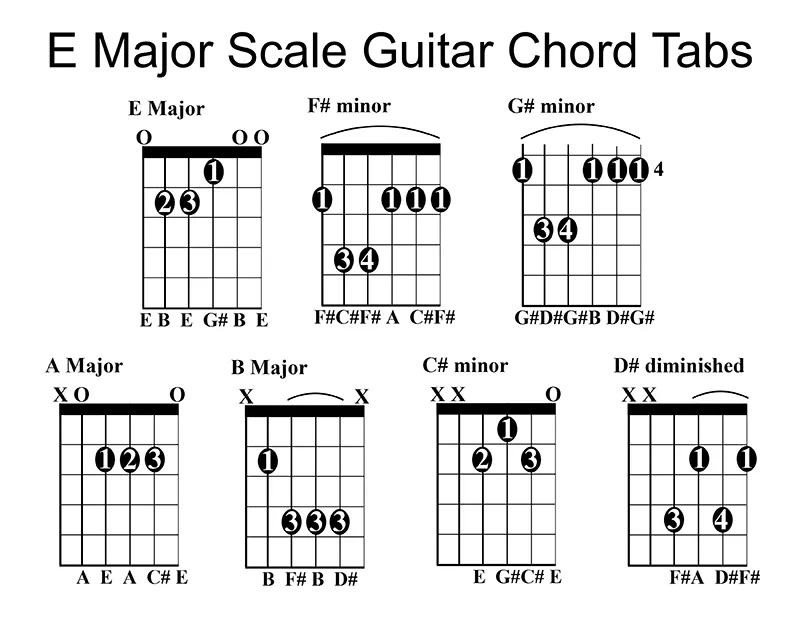 E Major Scale Guitar Chord Tabs
F# minor
E Major
G# minor
O O O
1
1 1 1 1 1 4
2 3
1 1 1 1
3 4
3 4
E B E G# B E
F# C# F# A C# F#
G# D# G# B D# G#
A Major
B Major
C# minor
D# diminished
X O O
X X
X X O
X X
1
1 2 3
1
2 3
1 1
3 3 3
3 4
A E A C# E
B F# B D#
E G# C# E
F# A D# F#